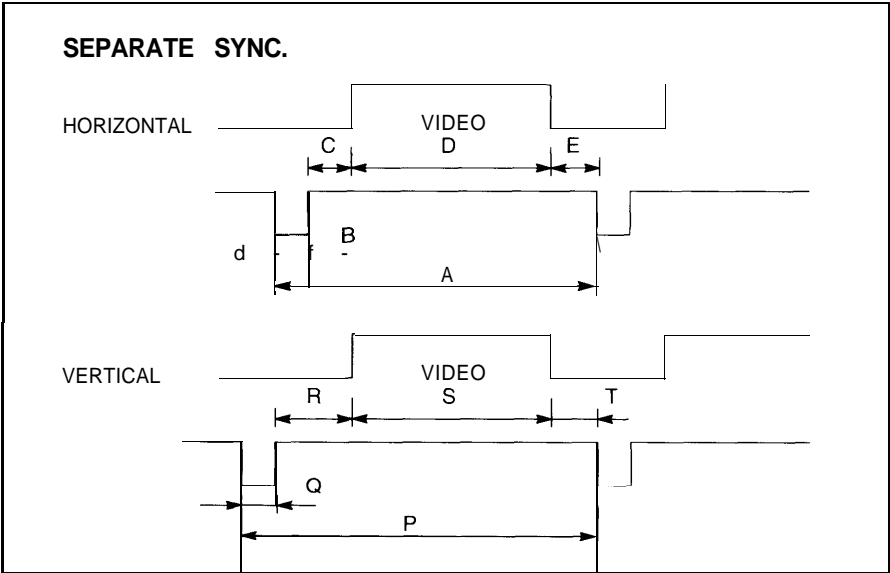 SEPARATE SYNC.
HORIZONTAL
VIDEO
C D E
B
d - f -
A
VERTICAL
VIDEO
R S T
Q
P